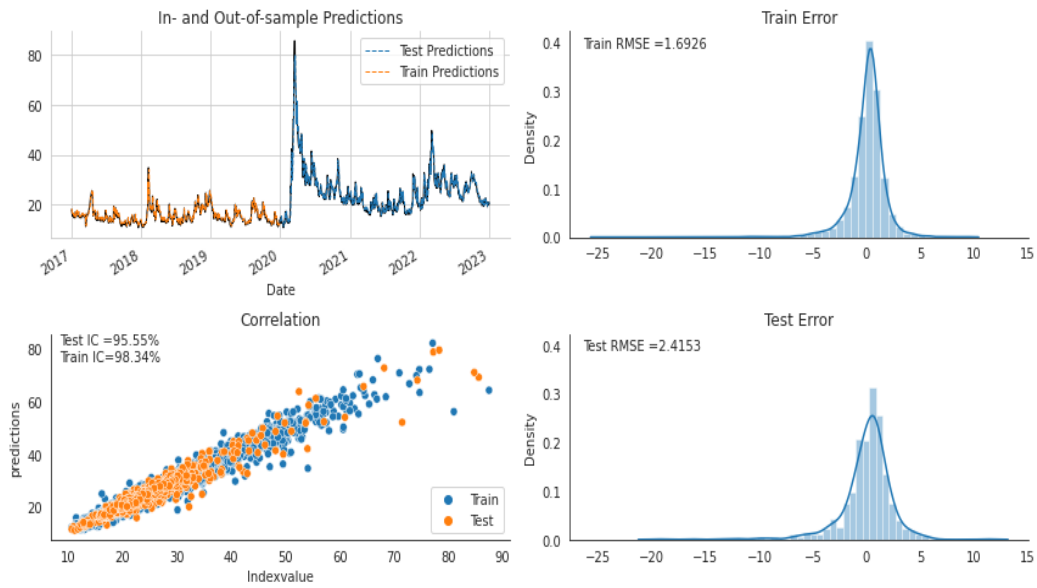 In- and Out-of-sample Predictions
80
60
40
20
Test Predictions
Train Predictions
2017
2018
2019
2020
2021
2022
2023
Date
Train Error
Train RMSE =1.6926
Density
0.4
0.3
0.2
0.1
0.0
−25 −20 −15 −10 −5 0 5 10 15
Correlation
Test IC =95.55%
Train IC=98.34%
predictions
80
60
40
20
Train
Test
10 20 30 40 50 60 70 80 90
Indexvalue
Test Error
Test RMSE =2.4153
Density
0.4
0.3
0.2
0.1
0.0
−25 −20 −15 −10 −5 0 5 10 15